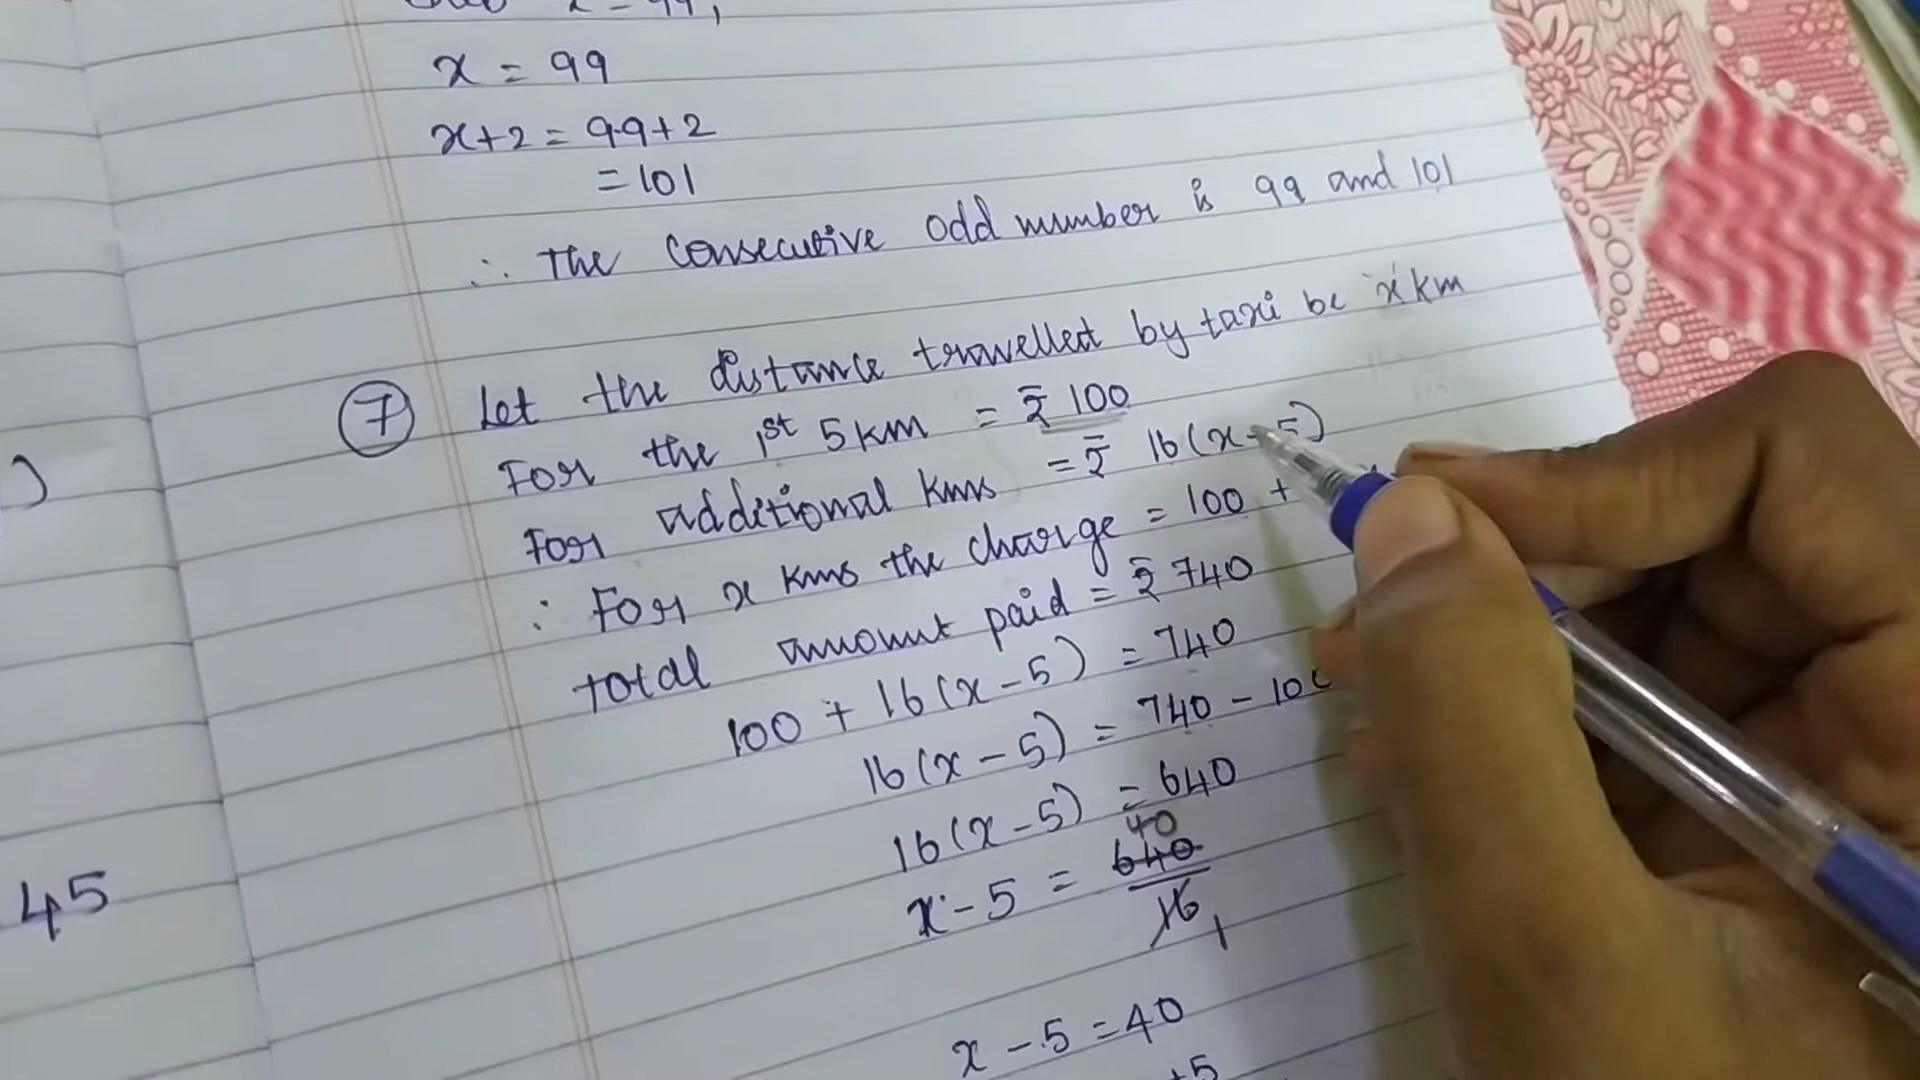 x = 99
x+2 = 99+2
= 101
∴ The consecutive odd number is 99 and 101
7 Let the distance travelled by taxi be 'x' km
For the 1st 5 km = ₹ 100
For additional kms = ₹ 16(x-5)
∴ For x kms the charge = 100 +
total amount paid = ₹ 740
100 + 16(x-5) = 740
16(x-5) = 740 - 100
16(x-5) = 640
40
x-5 = 640/16 1
45
x-5 = 40
+5